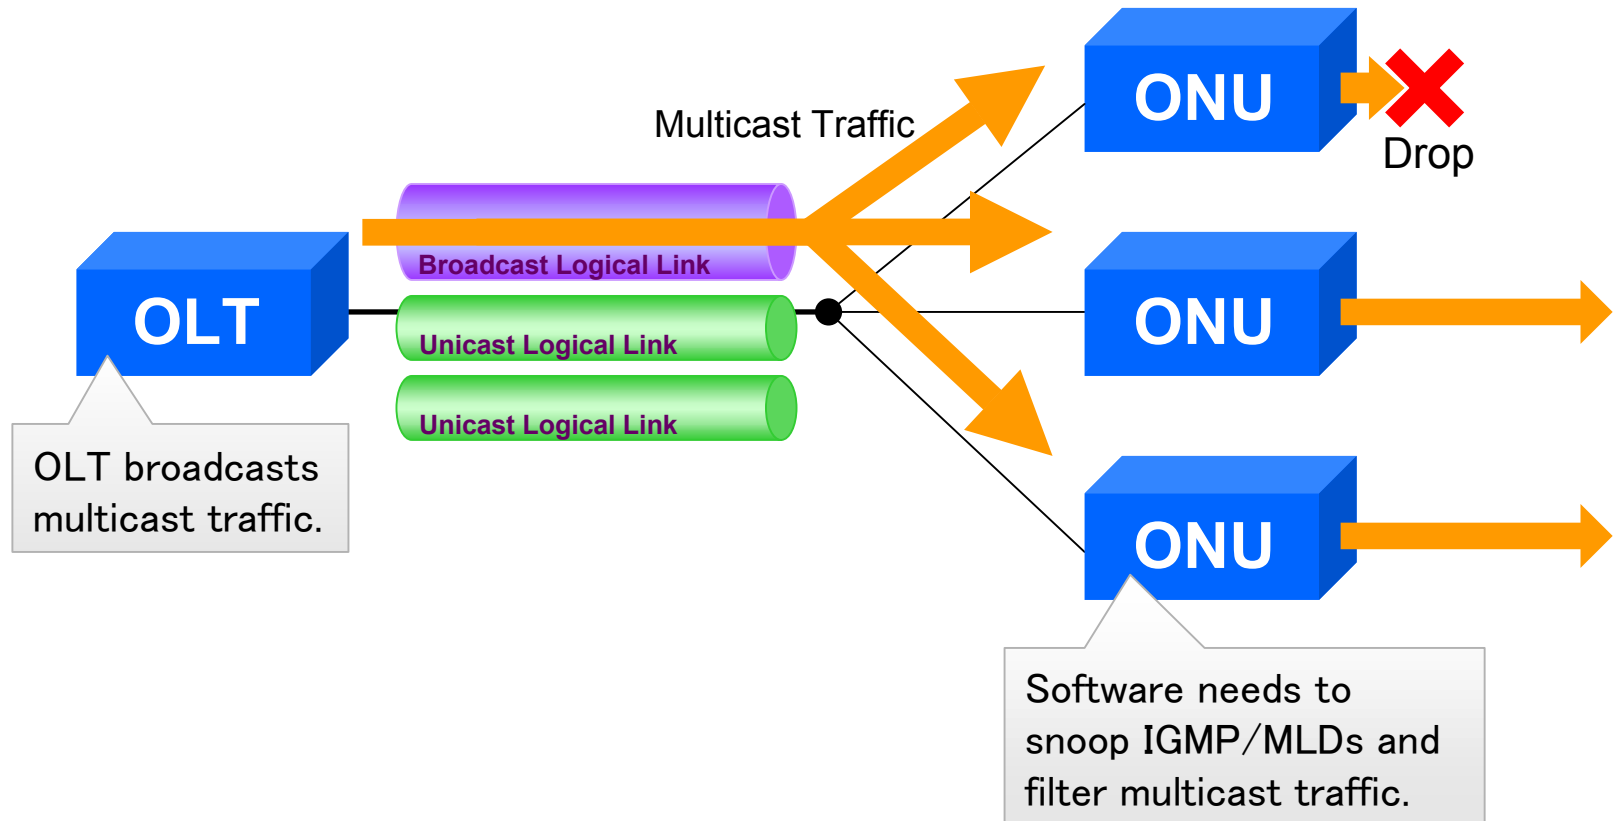 ONU
Multicast Traffic
Drop
Broadcast Logical Link
OLT
ONU
Unicast Logical Link
Unicast Logical Link
OLT broadcasts
multicast traffic.
ONU
Software needs to
snoop IGMP/MLDs and
filter multicast traffic.